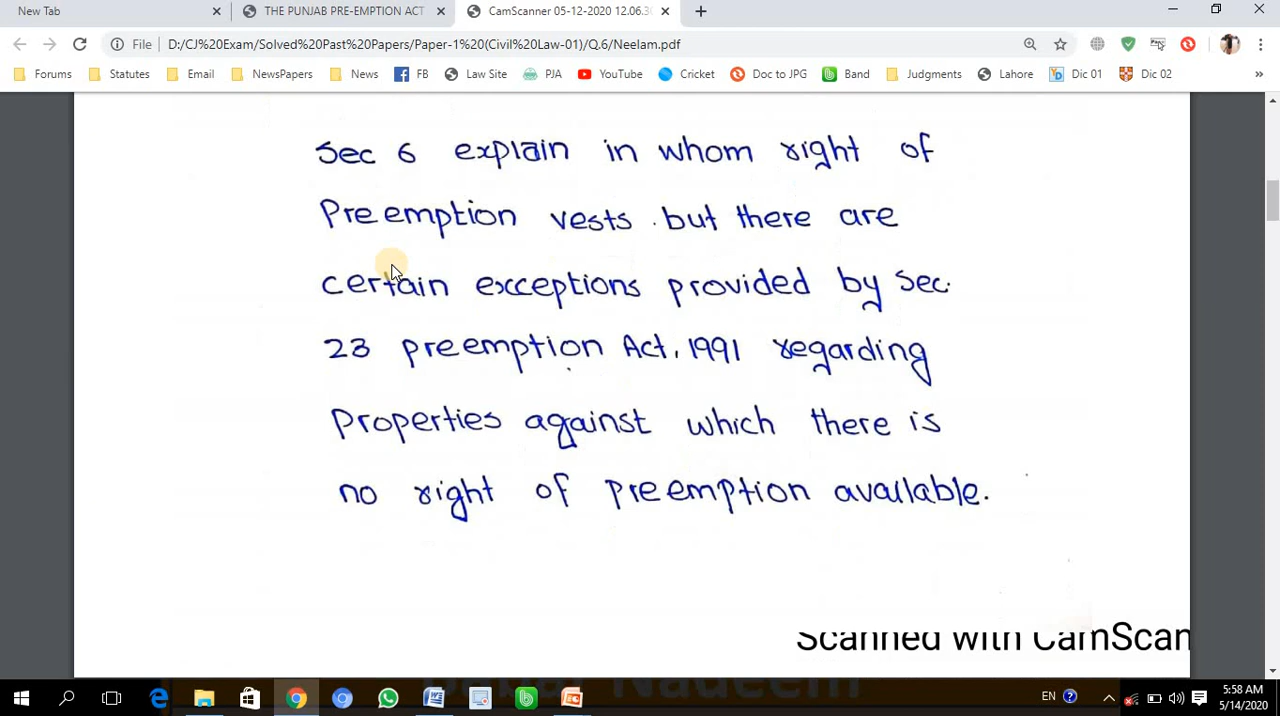 New Tab
THE PUNJAB PRE-EMPTION ACT
CamScanner 05-12-2020 12.06.30
File D:/CJ%20Exam/Solved%20Past%20Papers/Paper-1%20(Civil%20Law-01)/Q.6/Neelam.pdf
Forums Statutes Email NewsPapers News FB Law Site PJA YouTube Cricket Doc to JPG Band Judgments Lahore Dic 01 Dic 02
Sec 6 explain in whom right of
Preemption vests. but there are
certain exceptions provided by Sec.
23 preemption Act, 1991 regarding
properties against which there is
no right of preemption available.
Scanned with CamScan
EN
5:58 AM
5/14/2020